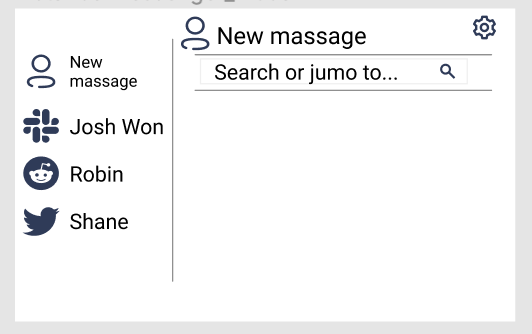 New massage
Search or jumo to...
New
massage
Josh Won
Robin
Shane